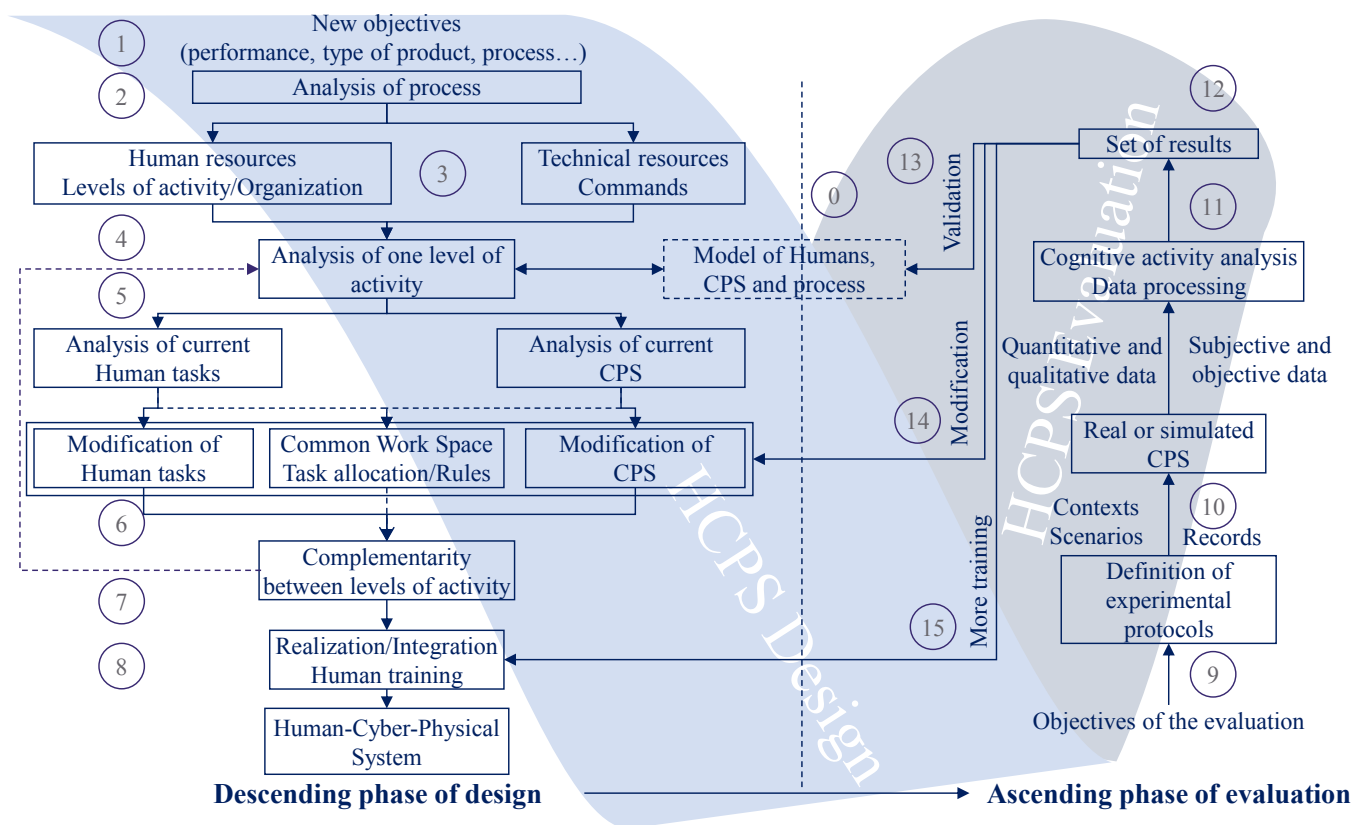 1
New objectives
(performance, type of product, process…)
2
Analysis of process
Human resources
Levels of activity/Organization
3
Technical resources
Commands
4
Analysis of one level of
activity
0
Model of Humans,
CPS and process
5
Analysis of current
Human tasks
Analysis of current
CPS
Modification of
Human tasks
Common Work Space
Task allocation/Rules
Modification of
CPS
6
Complementarity
between levels of activity
7
Realization/Integration
Human training
8
Human-Cyber-Physical
System
Descending phase of design
HCPS Design
12
Set of results
13
Validation
11
Cognitive activity analysis
Data processing
Modification
14
Quantitative and
qualitative data
Subjective and
objective data
Real or simulated
CPS
10
Contexts
Scenarios
Records
More training
15
Definition of
experimental
protocols
9
Objectives of the evaluation
HCPS Evaluation
Ascending phase of evaluation